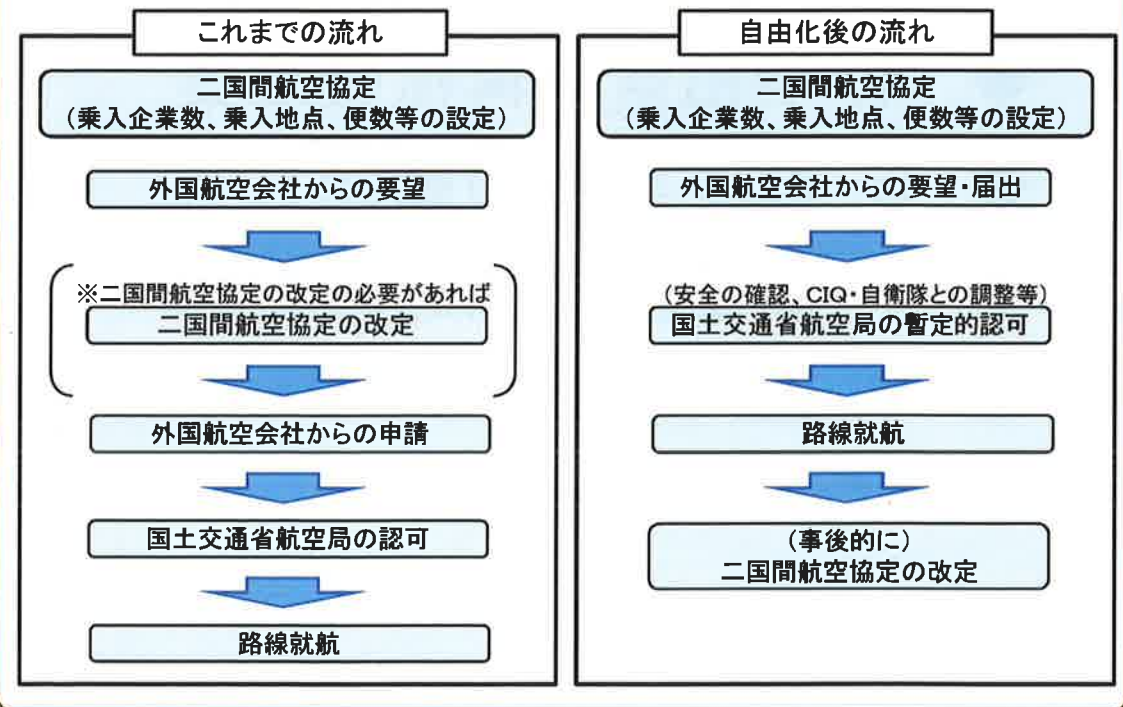 これまでの流れ
二国間航空協定
（乗入企業数、乗入地点、便数等の設定）
外国航空会社からの要望
※二国間航空協定の改定の必要があれば
二国間航空協定の改定
外国航空会社からの申請
国土交通省航空局の認可
路線就航
自由化後の流れ
二国間航空協定
（乗入企業数、乗入地点、便数等の設定）
外国航空会社からの要望・届出
（安全の確認、CIQ・自衛隊との調整等）
国土交通省航空局の暫定的認可
路線就航
（事後的に）
二国間航空協定の改定